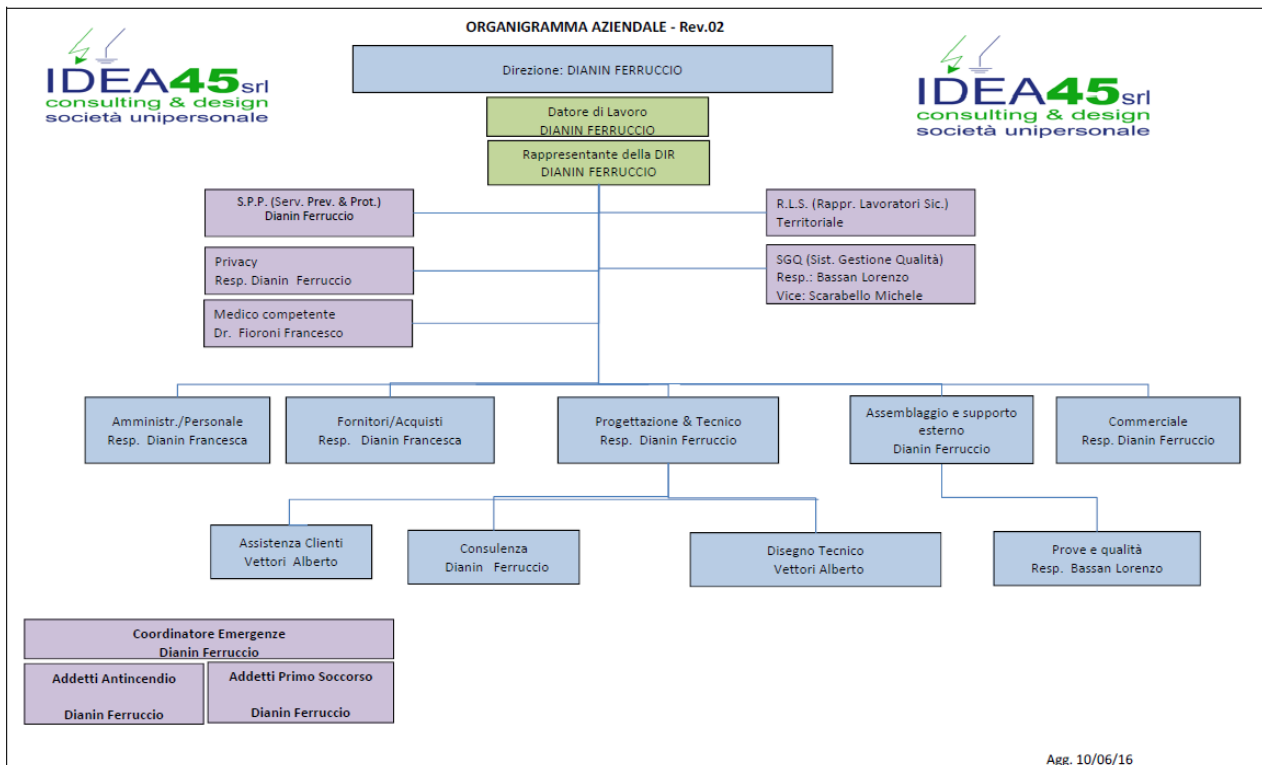 ORGANIGRAMMA AZIENDALE - Rev.02
IDEA45srl
consulting & design
società unipersonale
Direzione: DIANIN FERRUCCIO
IDEA45srl
consulting & design
società unipersonale
Datore di Lavoro
DIANIN FERRUCCIO
Rappresentante della DIR
DIANIN FERRUCCIO
S.P.P. (Serv. Prev. & Prot.)
Dianin Ferruccio
R.L.S. (Rappr. Lavoratori Sic.)
Territoriale
Privacy
Resp. Dianin Ferruccio
SGQ (Sist. Gestione Qualità)
Resp.: Bassan Lorenzo
Vice: Scarabello Michele
Medico competente
Dr. Fioroni Francesco
Amministr./Personale
Resp. Dianin Francesca
Fornitori/Acquisti
Resp. Dianin Francesca
Progettazione & Tecnico
Resp. Dianin Ferruccio
Assemblaggio e supporto
esterno
Dianin Ferruccio
Commerciale
Resp. Dianin Ferruccio
Assistenza Clienti
Vettori Alberto
Consulenza
Dianin Ferruccio
Disegno Tecnico
Vettori Alberto
Prove e qualità
Resp. Bassan Lorenzo
Coordinatore Emergenze
Dianin Ferruccio
Addetti Antincendio
Dianin Ferruccio
Addetti Primo Soccorso
Dianin Ferruccio
Agg. 10/06/16